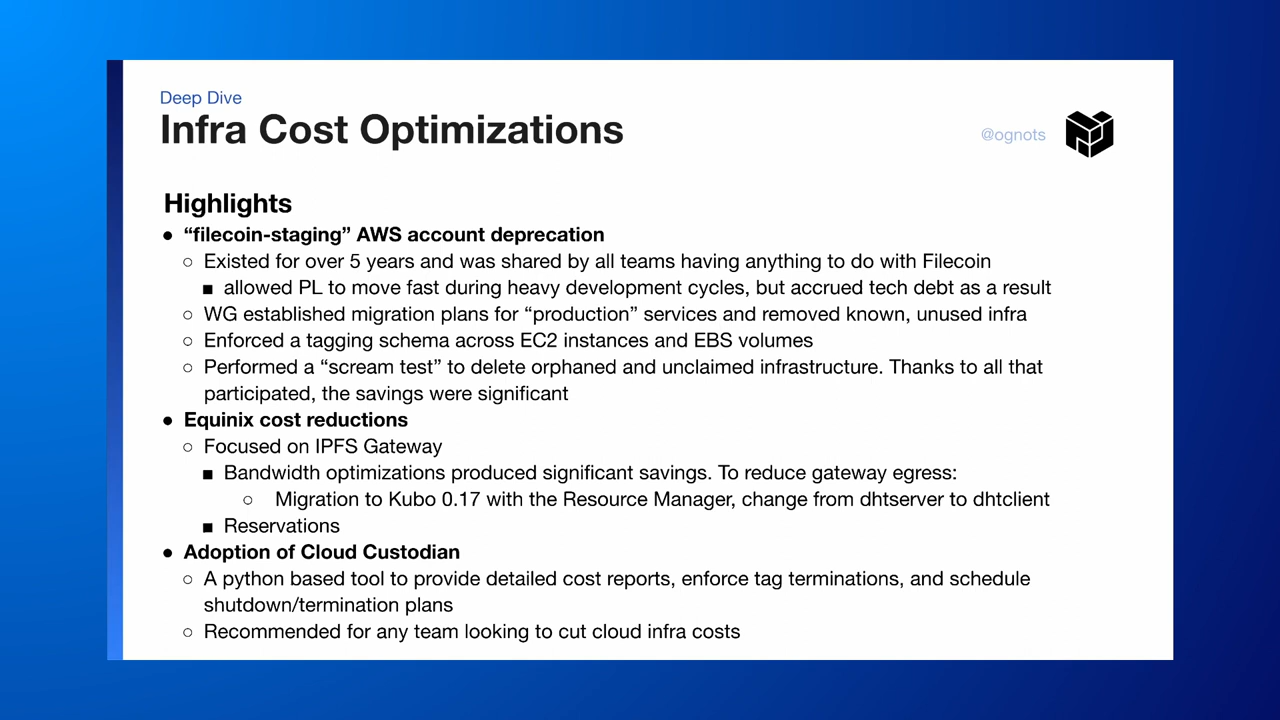 Deep Dive
Infra Cost Optimizations
@ognots
Highlights
● “filecoin-staging” AWS account deprecation
○ Existed for over 5 years and was shared by all teams having anything to do with Filecoin
■ allowed PL to move fast during heavy development cycles, but accrued tech debt as a result
○ WG established migration plans for “production” services and removed known, unused infra
○ Enforced a tagging schema across EC2 instances and EBS volumes
○ Performed a “scream test” to delete orphaned and unclaimed infrastructure. Thanks to all that
participated, the savings were significant
● Equinix cost reductions
○ Focused on IPFS Gateway
■ Bandwidth optimizations produced significant savings. To reduce gateway egress:
○ Migration to Kubo 0.17 with the Resource Manager, change from dhtserver to dhtclient
■ Reservations
● Adoption of Cloud Custodian
○ A python based tool to provide detailed cost reports, enforce tag terminations, and schedule
shutdown/termination plans
○ Recommended for any team looking to cut cloud infra costs